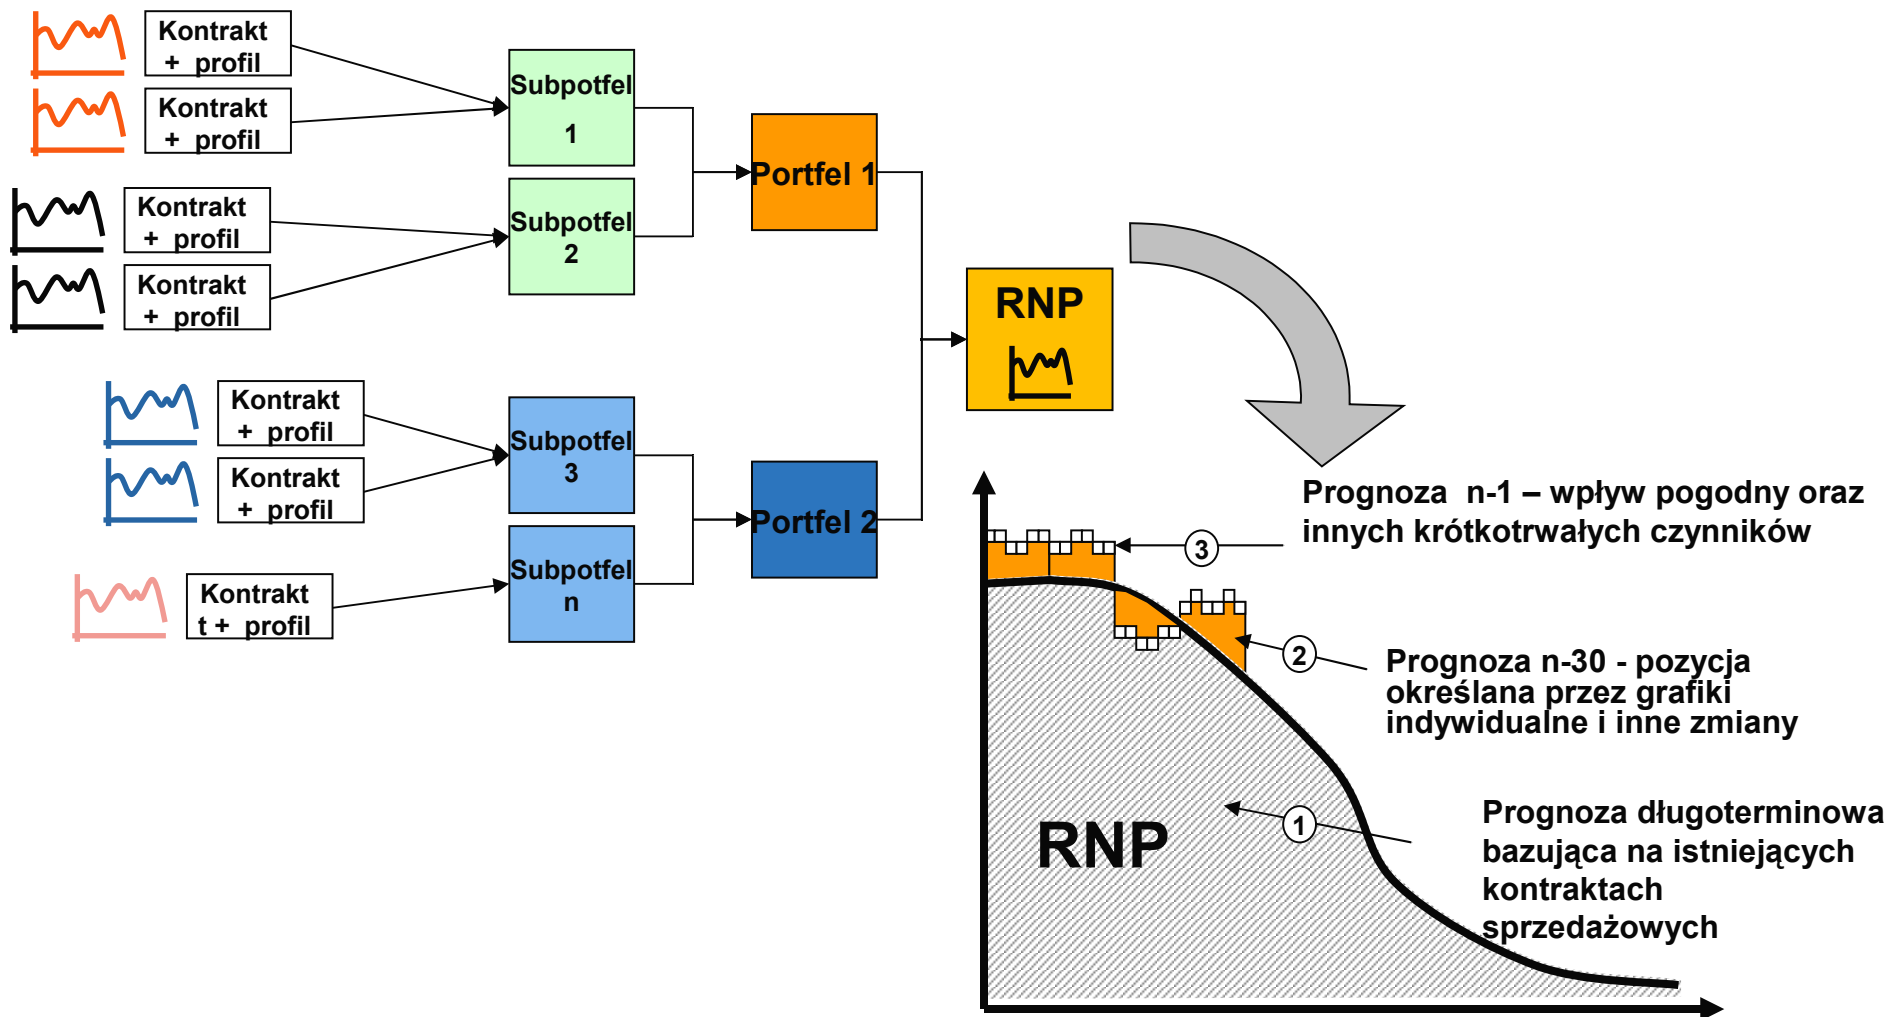 Kontrakt
+ profil
Kontrakt
+ profil
Kontrakt
+ profil
Kontrakt
+ profil
Kontrakt
+ profil
Kontrakt
+ profil
Kontrakt
t + profil
Subpotfel
1
Subpotfel
2
Subpotfel
3
Subpotfel
n
Portfel 1
Portfel 2
RNP
Prognoza n-1 – wpływ pogodny oraz
innych krótkotrwałych czynników
3
2
Prognoza n-30 - pozycja
określana przez grafiki
indywidualne i inne zmiany
1
Prognoza długoterminowa
bazująca na istniejących
kontraktach
sprzedażowych
RNP